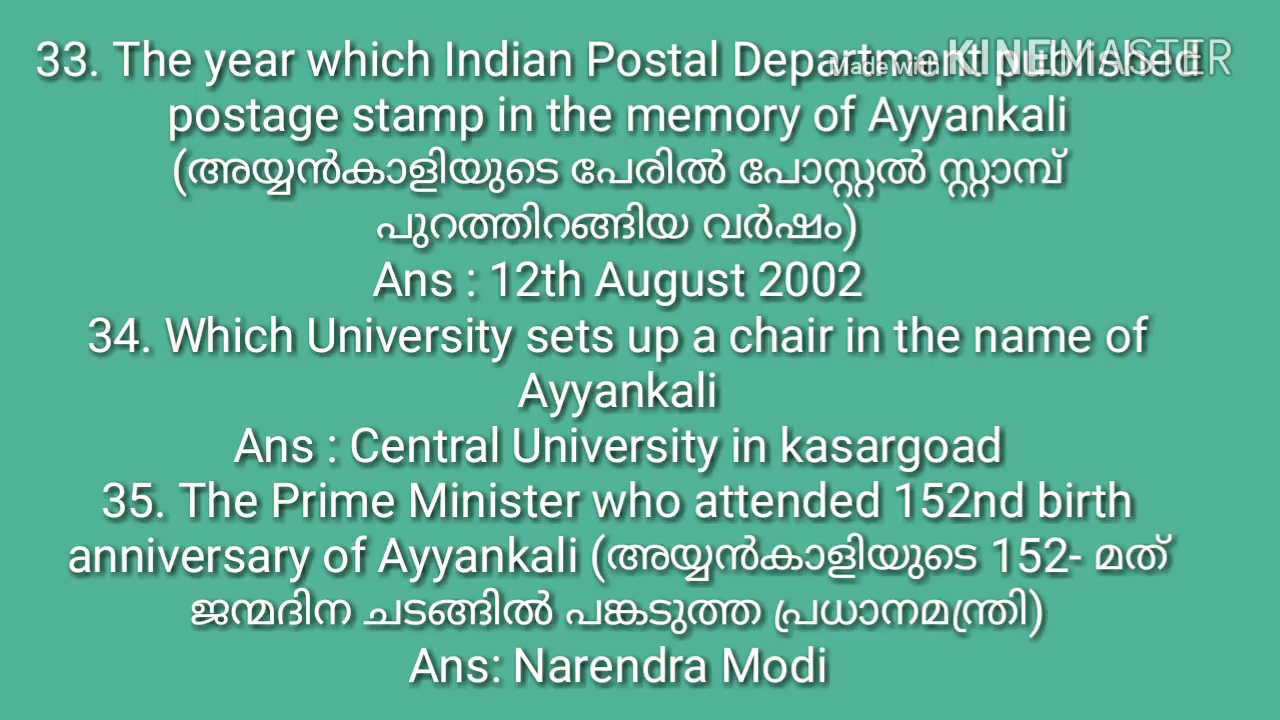 33. The year which Indian Postal Department published
Made with KINEMASTER
postage stamp in the memory of Ayyankali
(അയ്യൻകാളിയുടെ പേരിൽ പോസ്റ്റൽ സ്റ്റാമ്പ്
പുറത്തിറങ്ങിയ വർഷം)
Ans : 12th August 2002
34. Which University sets up a chair in the name of
Ayyankali
Ans : Central University in kasargoad
35. The Prime Minister who attended 152nd birth
anniversary of Ayyankali (അയ്യൻകാളിയുടെ 152- മത്
ജന്മദിന ചടങ്ങിൽ പങ്കടുത്ത പ്രധാനമന്ത്രി)
Ans: Narendra Modi